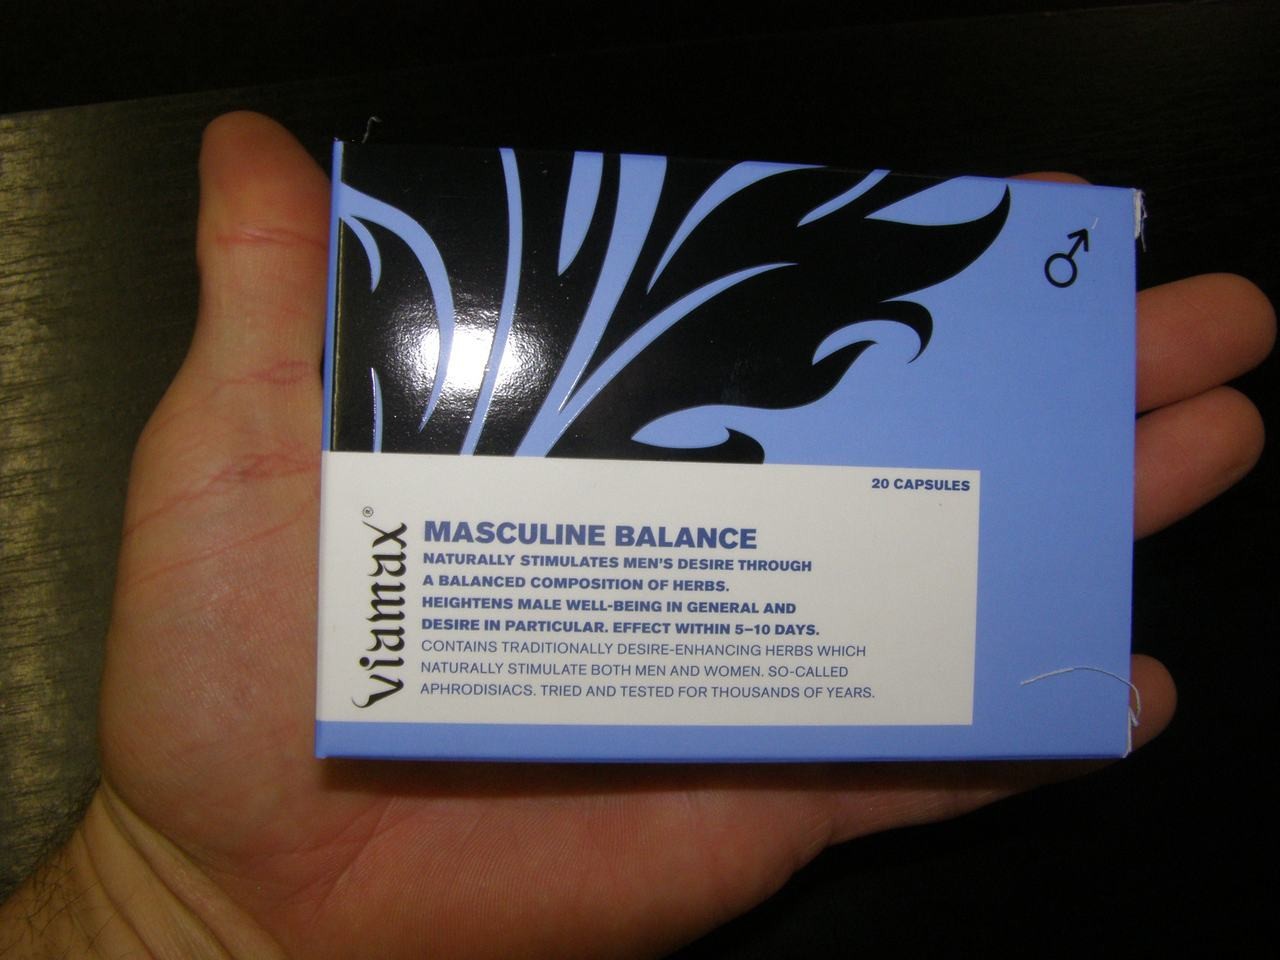 20 CAPSULES
viamax®
MASCULINE BALANCE
NATURALLY STIMULATES MEN'S DESIRE THROUGH
A BALANCED COMPOSITION OF HERBS.
HEIGHTENS MALE WELL-BEING IN GENERAL AND
DESIRE IN PARTICULAR. EFFECT WITHIN 5–10 DAYS.
CONTAINS TRADITIONALLY DESIRE-ENHANCING HERBS WHICH
NATURALLY STIMULATE BOTH MEN AND WOMEN. SO-CALLED
APHRODISIACS. TRIED AND TESTED FOR THOUSANDS OF YEARS.